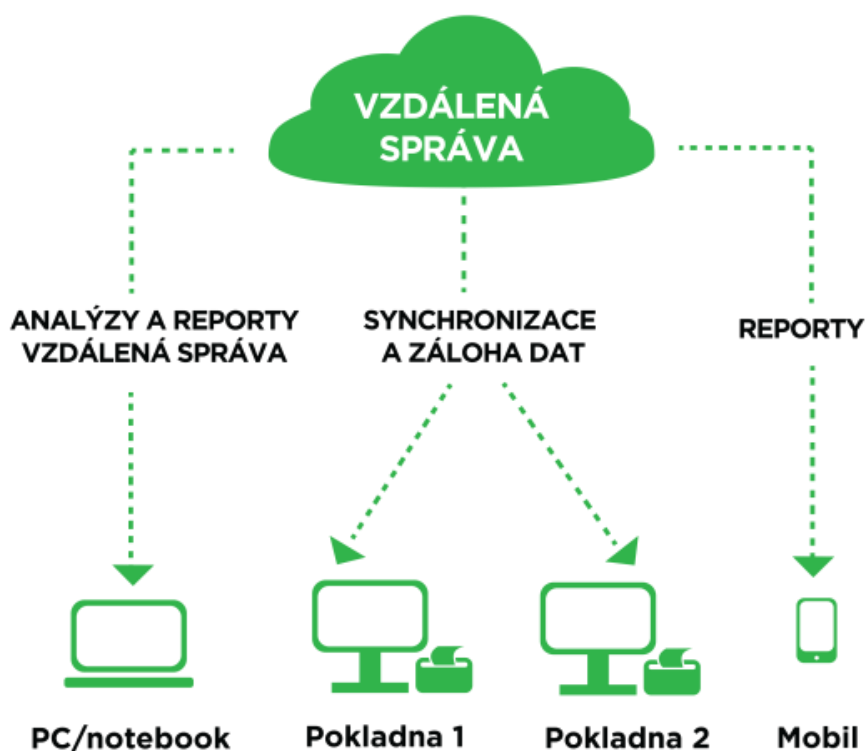 VZDÁLENÁ
SPRÁVA
ANALÝZY A REPORTY
VZDÁLENÁ SPRÁVA
SYNCHRONIZACE
A ZÁLOHA DAT
REPORTY
PC/notebook
Pokladna 1
Pokladna 2
Mobil